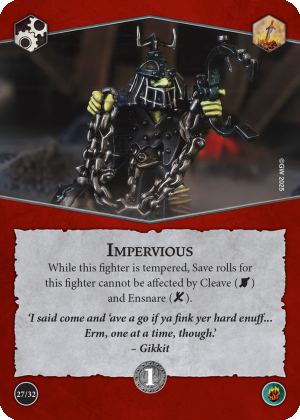 ©GW 2025
IMPERVIOUS
While this fighter is tempered, Save rolls for
this fighter cannot be affected by Cleave ( )
and Ensnare ( ).
'I said come and 'ave a go if ya fink yer hard enuff...
Erm, one at a time, though.'
– Gikkit
27/32
1